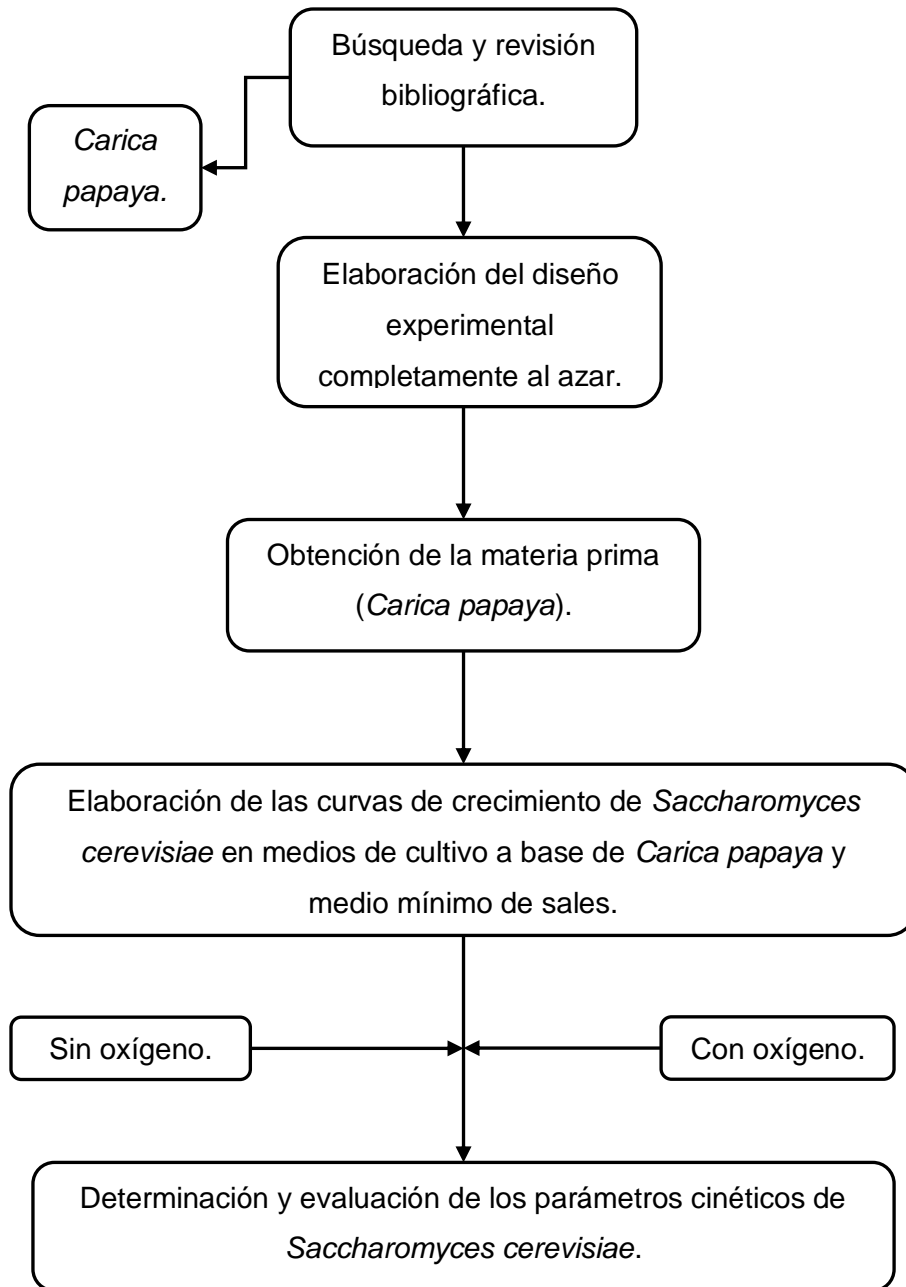 Búsqueda y revisión
bibliográfica.
Carica
papaya.
Elaboración del diseño
experimental
completamente al azar.
Obtención de la materia prima
(Carica papaya).
Elaboración de las curvas de crecimiento de Saccharomyces
cerevisiae en medios de cultivo a base de Carica papaya y
medio mínimo de sales.
Sin oxígeno.
Con oxígeno.
Determinación y evaluación de los parámetros cinéticos de
Saccharomyces cerevisiae.